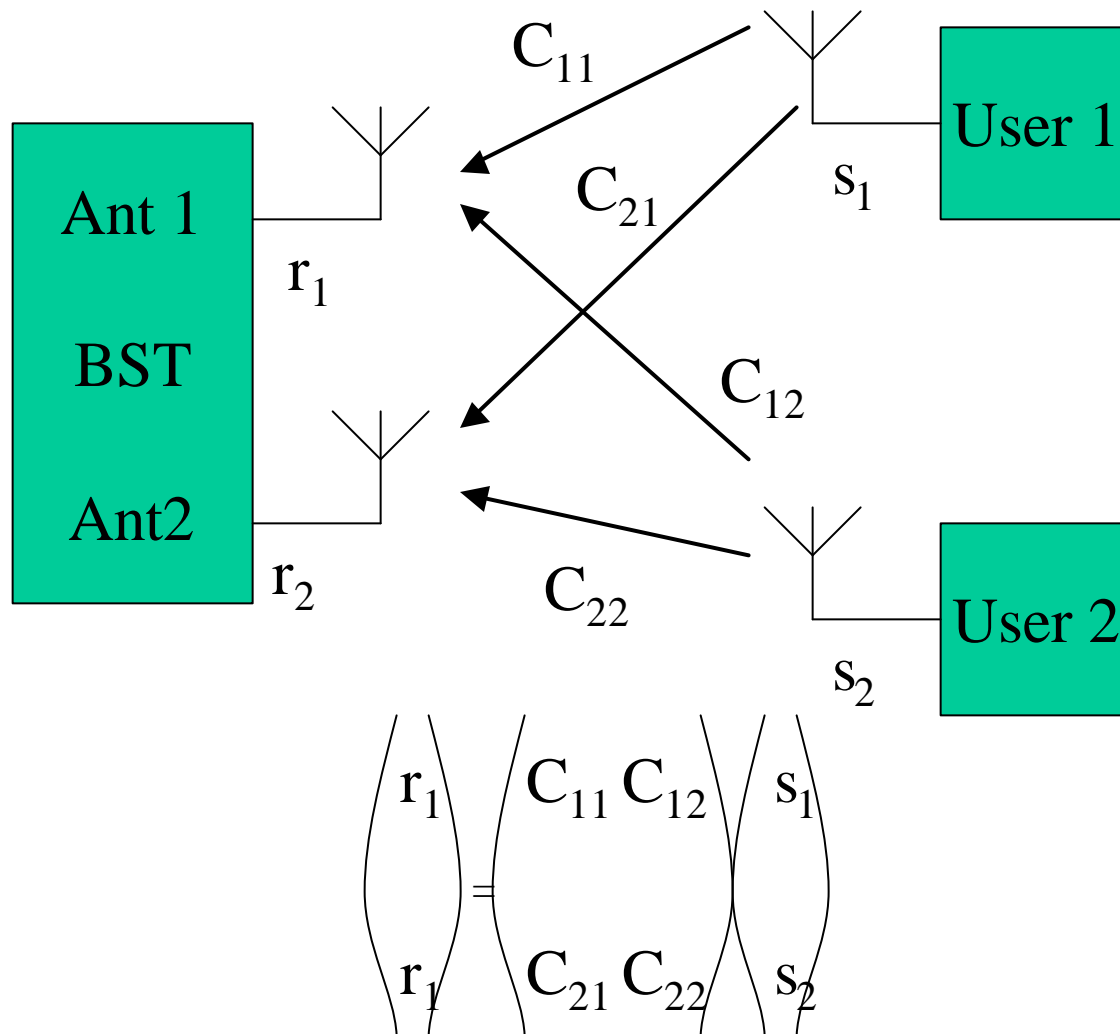 C11
User 1
s1
Ant 1
C21
r1
BST
C12
Ant2
r2
C22
User 2
s2
r1 = C11 C12 s1
r1 C21 C22 s2